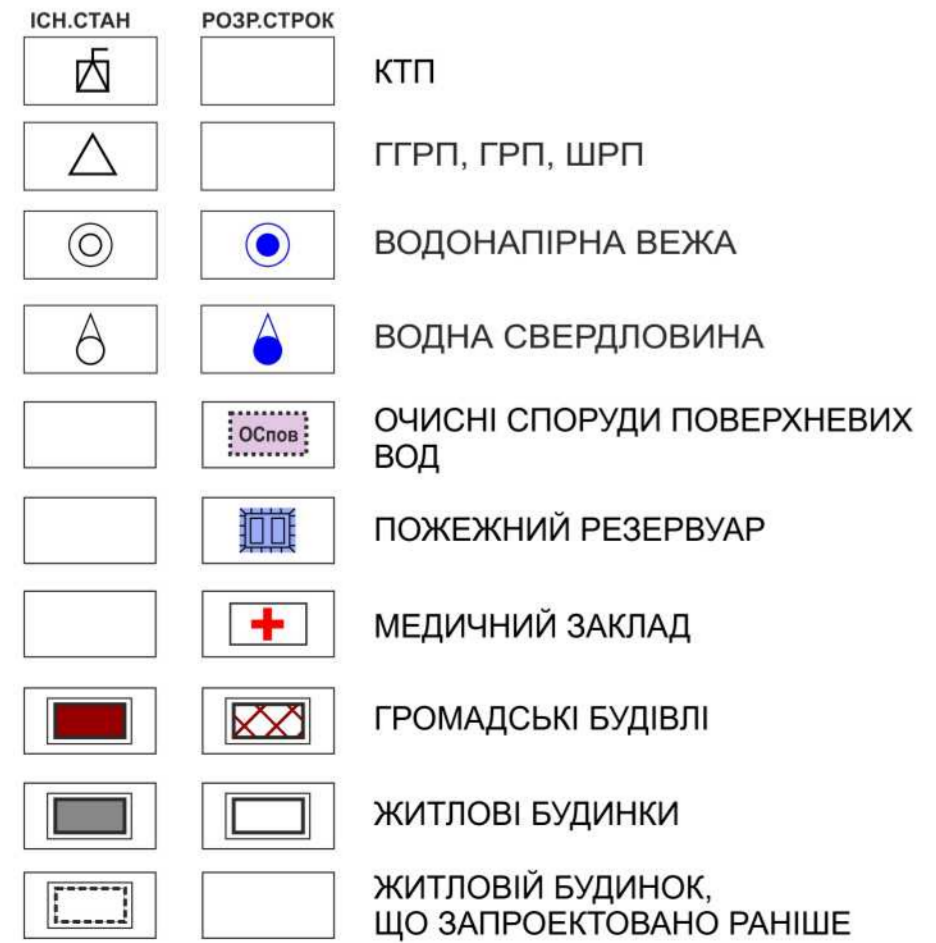 ІСН.СТАН РОЗР.СТРОК
КТП
ГГРП, ГРП, ШРП
ВОДОНАПІРНА ВЕЖА
ВОДНА СВЕРДЛОВИНА
ОСпов ОЧИСНІ СПОРУДИ ПОВЕРХНЕВИХ
ВОД
ПОЖЕЖНИЙ РЕЗЕРВУАР
МЕДИЧНИЙ ЗАКЛАД
ГРОМАДСЬКІ БУДІВЛІ
ЖИТЛОВІ БУДИНКИ
ЖИТЛОВІЙ БУДИНОК,
ЩО ЗАПРОЕКТОВАНО РАНІШЕ